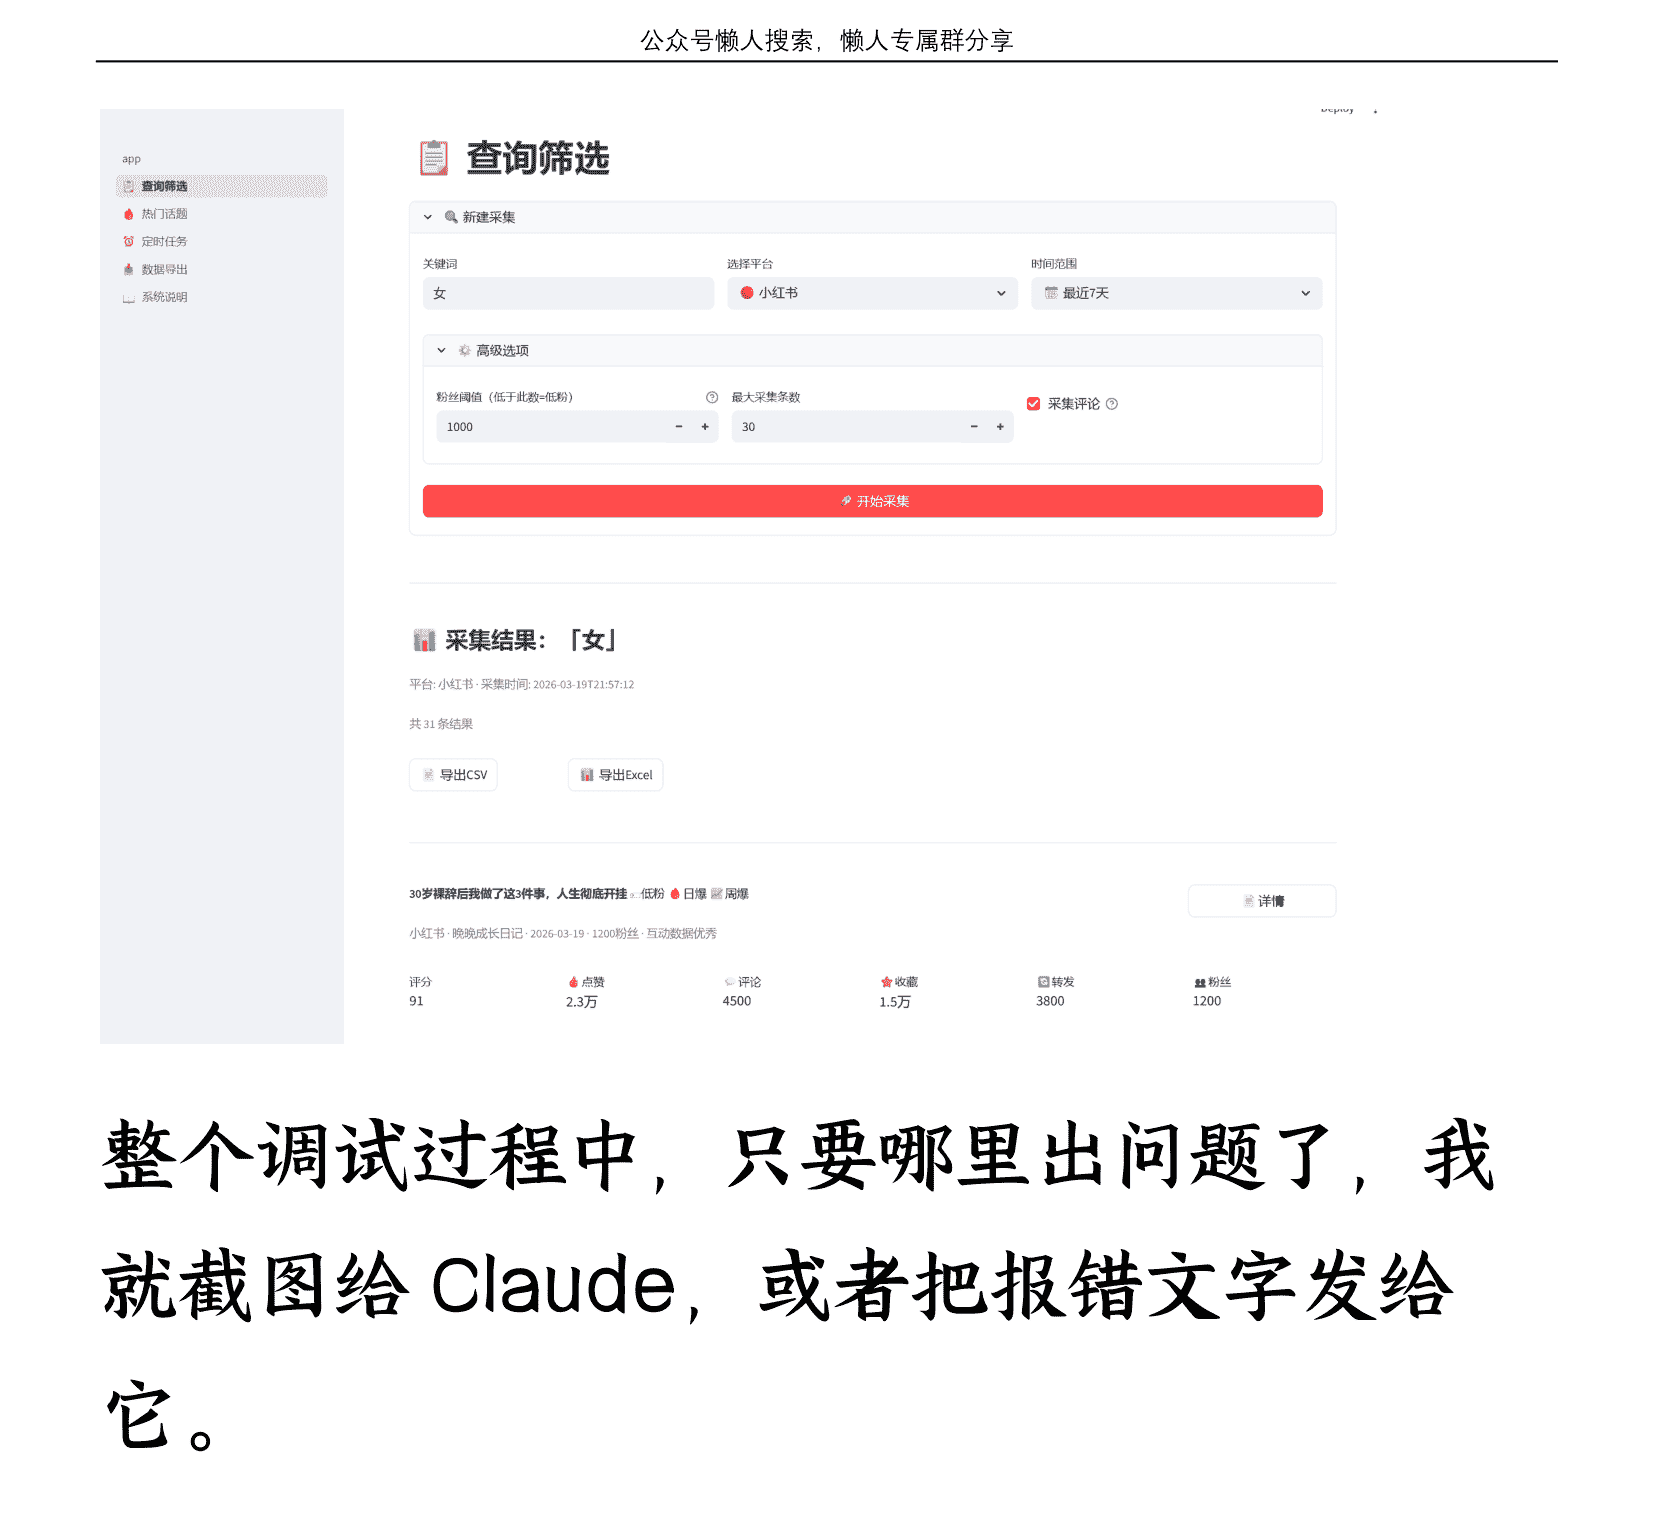 公众号懒人搜索，懒人专属群分享
Deploy
app
查询筛选
热门话题
定时任务
数据导出
系统说明
查询筛选
新建采集
关键词 选择平台 时间范围
女 小红书 最近7天
高级选项
粉丝阈值（低于此数=低粉） 最大采集条数 采集评论
1000 - + 30 - +
开始采集
采集结果：「女」
平台: 小红书 · 采集时间: 2026-03-19T21:57:12
共 31 条结果
导出CSV 导出Excel
30岁裸辞后我做了这3件事，人生彻底开挂 低粉 日爆 周爆 详情
小红书 · 晚晚成长日记 · 2026-03-19 · 1200粉丝 · 互动数据优秀
评分 点赞 评论 收藏 转发 粉丝
91 2.3万 4500 1.5万 3800 1200
整个调试过程中，只要哪里出问题了，我
就截图给 Claude，或者把报错文字发给
它。